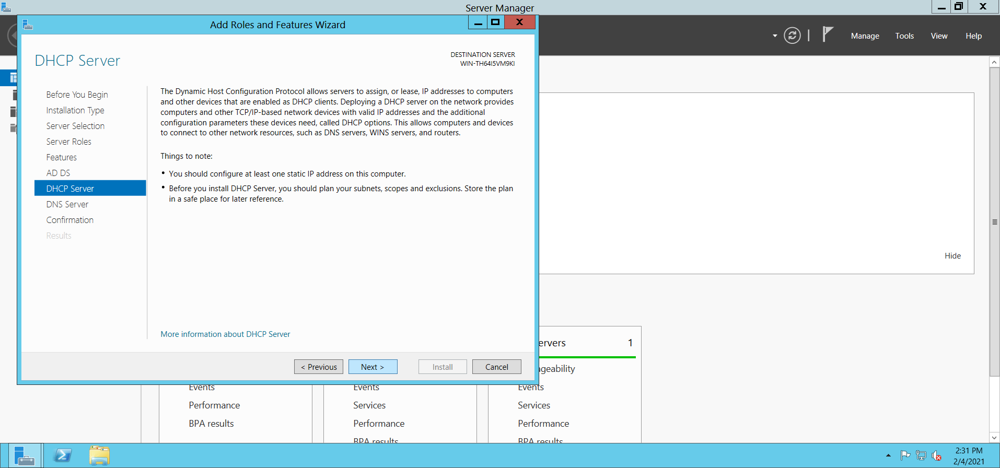 Server Manager
Add Roles and Features Wizard
Manage
Tools
View
Help
DHCP Server
DESTINATION SERVER
WIN-TH64I5VM9KI
Before You Begin
Installation Type
Server Selection
Server Roles
Features
AD DS
DHCP Server
DNS Server
Confirmation
Results
The Dynamic Host Configuration Protocol allows servers to assign, or lease, IP addresses to computers
and other devices that are enabled as DHCP clients. Deploying a DHCP server on the network provides
computers and other TCP/IP-based network devices with valid IP addresses and the additional
configuration parameters these devices need, called DHCP options. This allows computers and devices
to connect to other network resources, such as DNS servers, WINS servers, and routers.
Things to note:
• You should configure at least one static IP address on this computer.
• Before you install DHCP Server, you should plan your subnets, scopes and exclusions. Store the plan
in a safe place for later reference.
More information about DHCP Server
< Previous
Next >
Install
Cancel
Hide
ervers 1
ageability
Events
Performance
BPA results
Events
Services
Performance
BPA results
Events
Services
Performance
BPA results
2:31 PM
2/4/2021